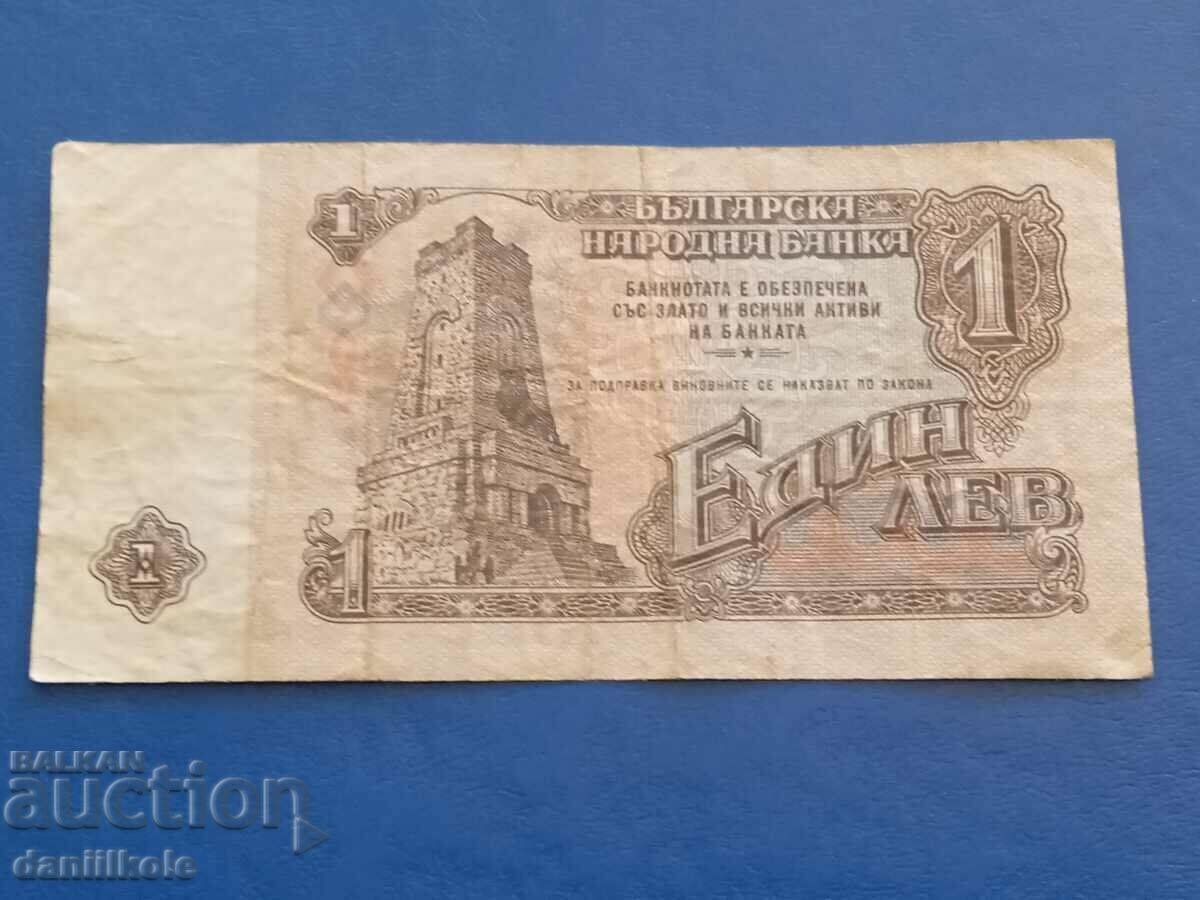 1
БЪЛГАРСКА
НАРОДНА БАНКА
1
БАНКНОТАТА Е ОБЕЗПЕЧЕНА
СЪС ЗЛАТО И ВСИЧКИ АКТИВИ
НА БАНКАТА
ЗА ПОДПРАВКА ВИНОВНИТЕ СЕ НАКАЗВАТ ПО ЗАКОНА
ЕДИН
ЛЕВ
1
1
BALKAN
auction
daniilkole